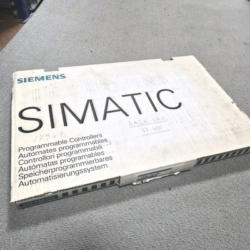 SIEMENS
SIMATIC
Programmable Controllers
Automates programmables
Controllori programmabili
Autómatas programables
Speicherprogrammierbares
Automatisierungssystem